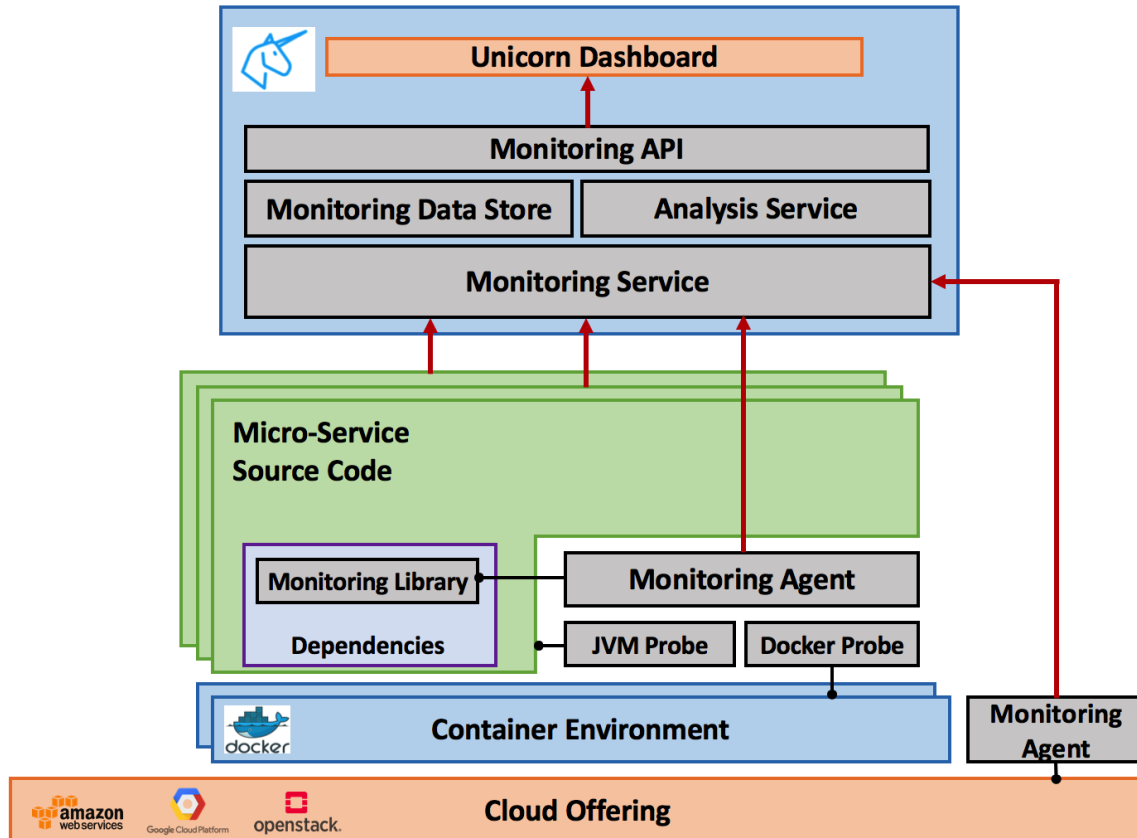 Unicorn Dashboard
Monitoring API
Monitoring Data Store
Analysis Service
Monitoring Service
Micro-Service
Source Code
Monitoring Library
Monitoring Agent
Dependencies
JVM Probe
Docker Probe
docker
Container Environment
Monitoring
Agent
amazon
web services
Google Cloud Platform
openstack.
Cloud Offering